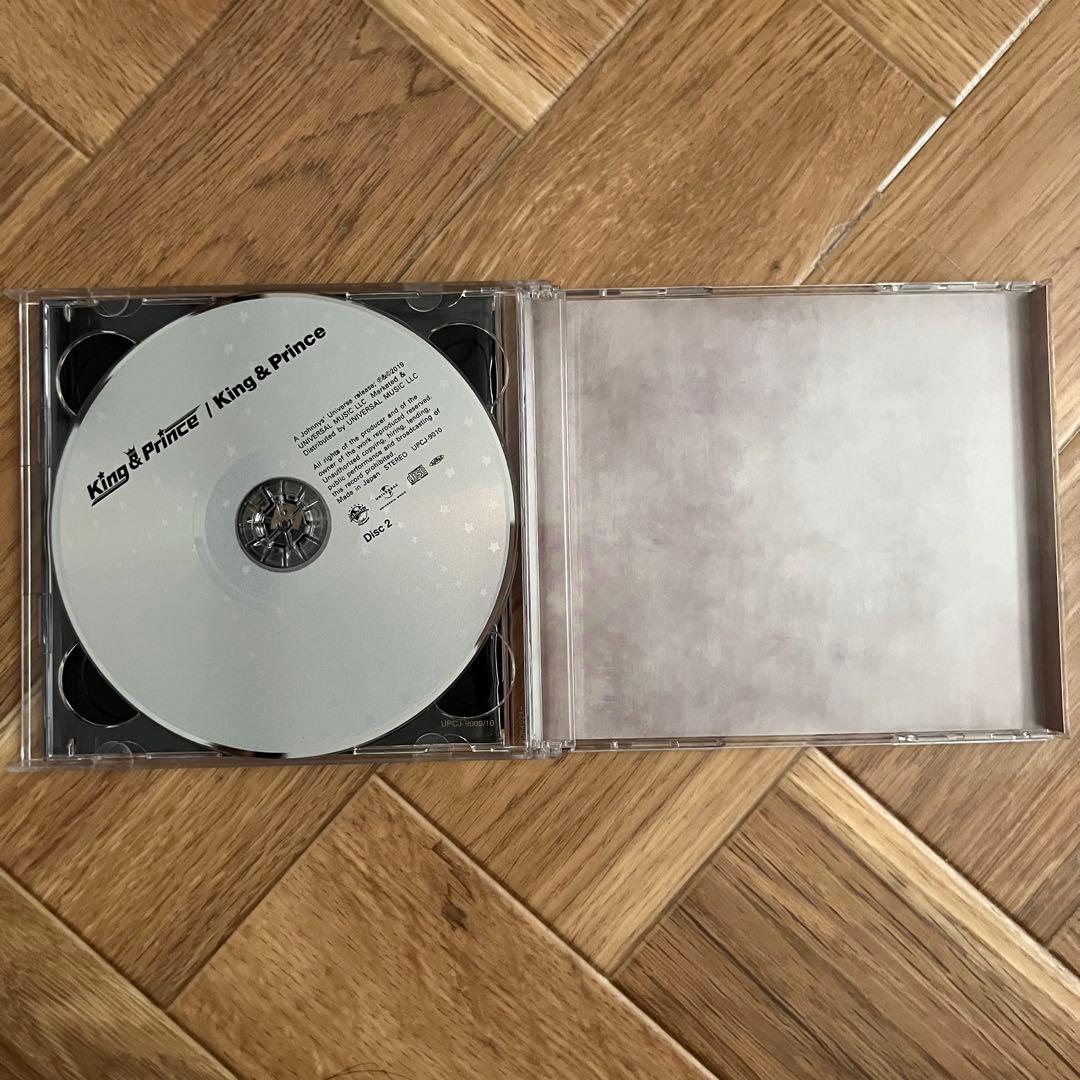 King & Prince / King & Prince
A Johnnys' Universe release; ℗&©2019
UNIVERSAL MUSIC LLC Marketed &
Distributed by UNIVERSAL MUSIC LLC
All rights of the producer and of the
owner of the work reproduced reserved.
Unauthorized copying, hiring, lending,
public performance and broadcasting of
this record prohibited.
Made in Japan STEREO UPCJ-9010
UNIVERSAL
Disc 2
UPCJ-9009/10